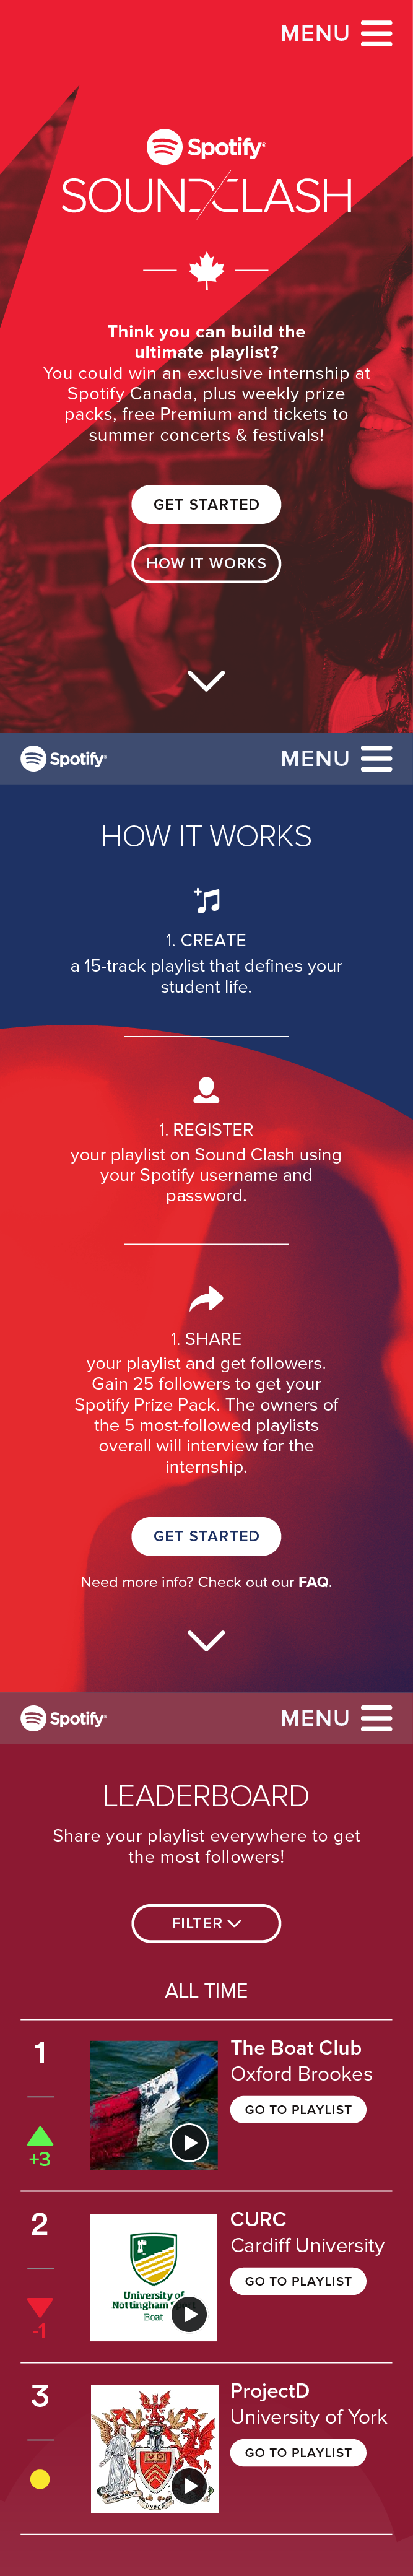 MENU
Spotify®
SOUNDCLASH
Think you can build the
ultimate playlist?
You could win an exclusive internship at
Spotify Canada, plus weekly prize
packs, free Premium and tickets to
summer concerts & festivals!
GET STARTED
HOW IT WORKS
Spotify®
MENU
HOW IT WORKS
1. CREATE
a 15-track playlist that defines your
student life.
1. REGISTER
your playlist on Sound Clash using
your Spotify username and
password.
1. SHARE
your playlist and get followers.
Gain 25 followers to get your
Spotify Prize Pack. The owners of
the 5 most-followed playlists
overall will interview for the
internship.
GET STARTED
Need more info? Check out our FAQ.
Spotify®
MENU
LEADERBOARD
Share your playlist everywhere to get
the most followers!
FILTER
ALL TIME
1
+3
The Boat Club
Oxford Brookes
GO TO PLAYLIST
2
-1
University of
Nottingham
Boat
CURC
Cardiff University
GO TO PLAYLIST
3
ProjectD
University of York
GO TO PLAYLIST